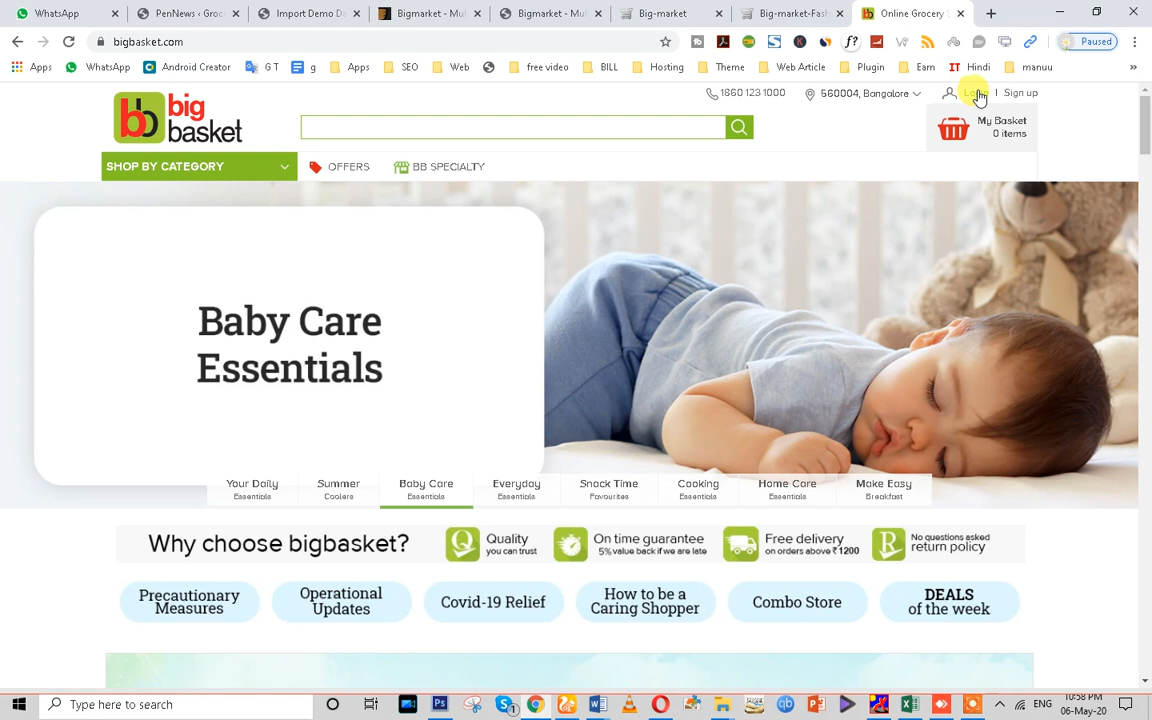 WhatsApp
PenNews ‹ Groc
Import Demo Da
Bigmarket - Mul
Bigmarket - Mul
Big-market
Big-market-Fash
Online Grocery S
bigbasket.com
Paused
Apps
WhatsApp
Android Creator
G T
g
Apps
SEO
Web
free video
BILL
Hosting
Theme
Web Article
Plugin
Earn
Hindi
manuu
1860 123 1000
560004, Bangalore
| Sign up
big
basket
My Basket
0 items
SHOP BY CATEGORY
OFFERS
BB SPECIALTY
Baby Care
Essentials
Your Daily
Essentials
Summer
Coolers
Baby Care
Essentials
Everyday
Essentials
Snack Time
Favourites
Cooking
Essentials
Home Care
Essentials
Make Easy
Breakfast
Why choose bigbasket?
Quality
you can trust
On time guarantee
5% value back if we are late
Free delivery
on orders above ₹1200
No questions asked
return policy
Precautionary
Measures
Operational
Updates
Covid-19 Relief
How to be a
Caring Shopper
Combo Store
DEALS
of the week
Type here to search
ENG
10:58 PM
06-May-20